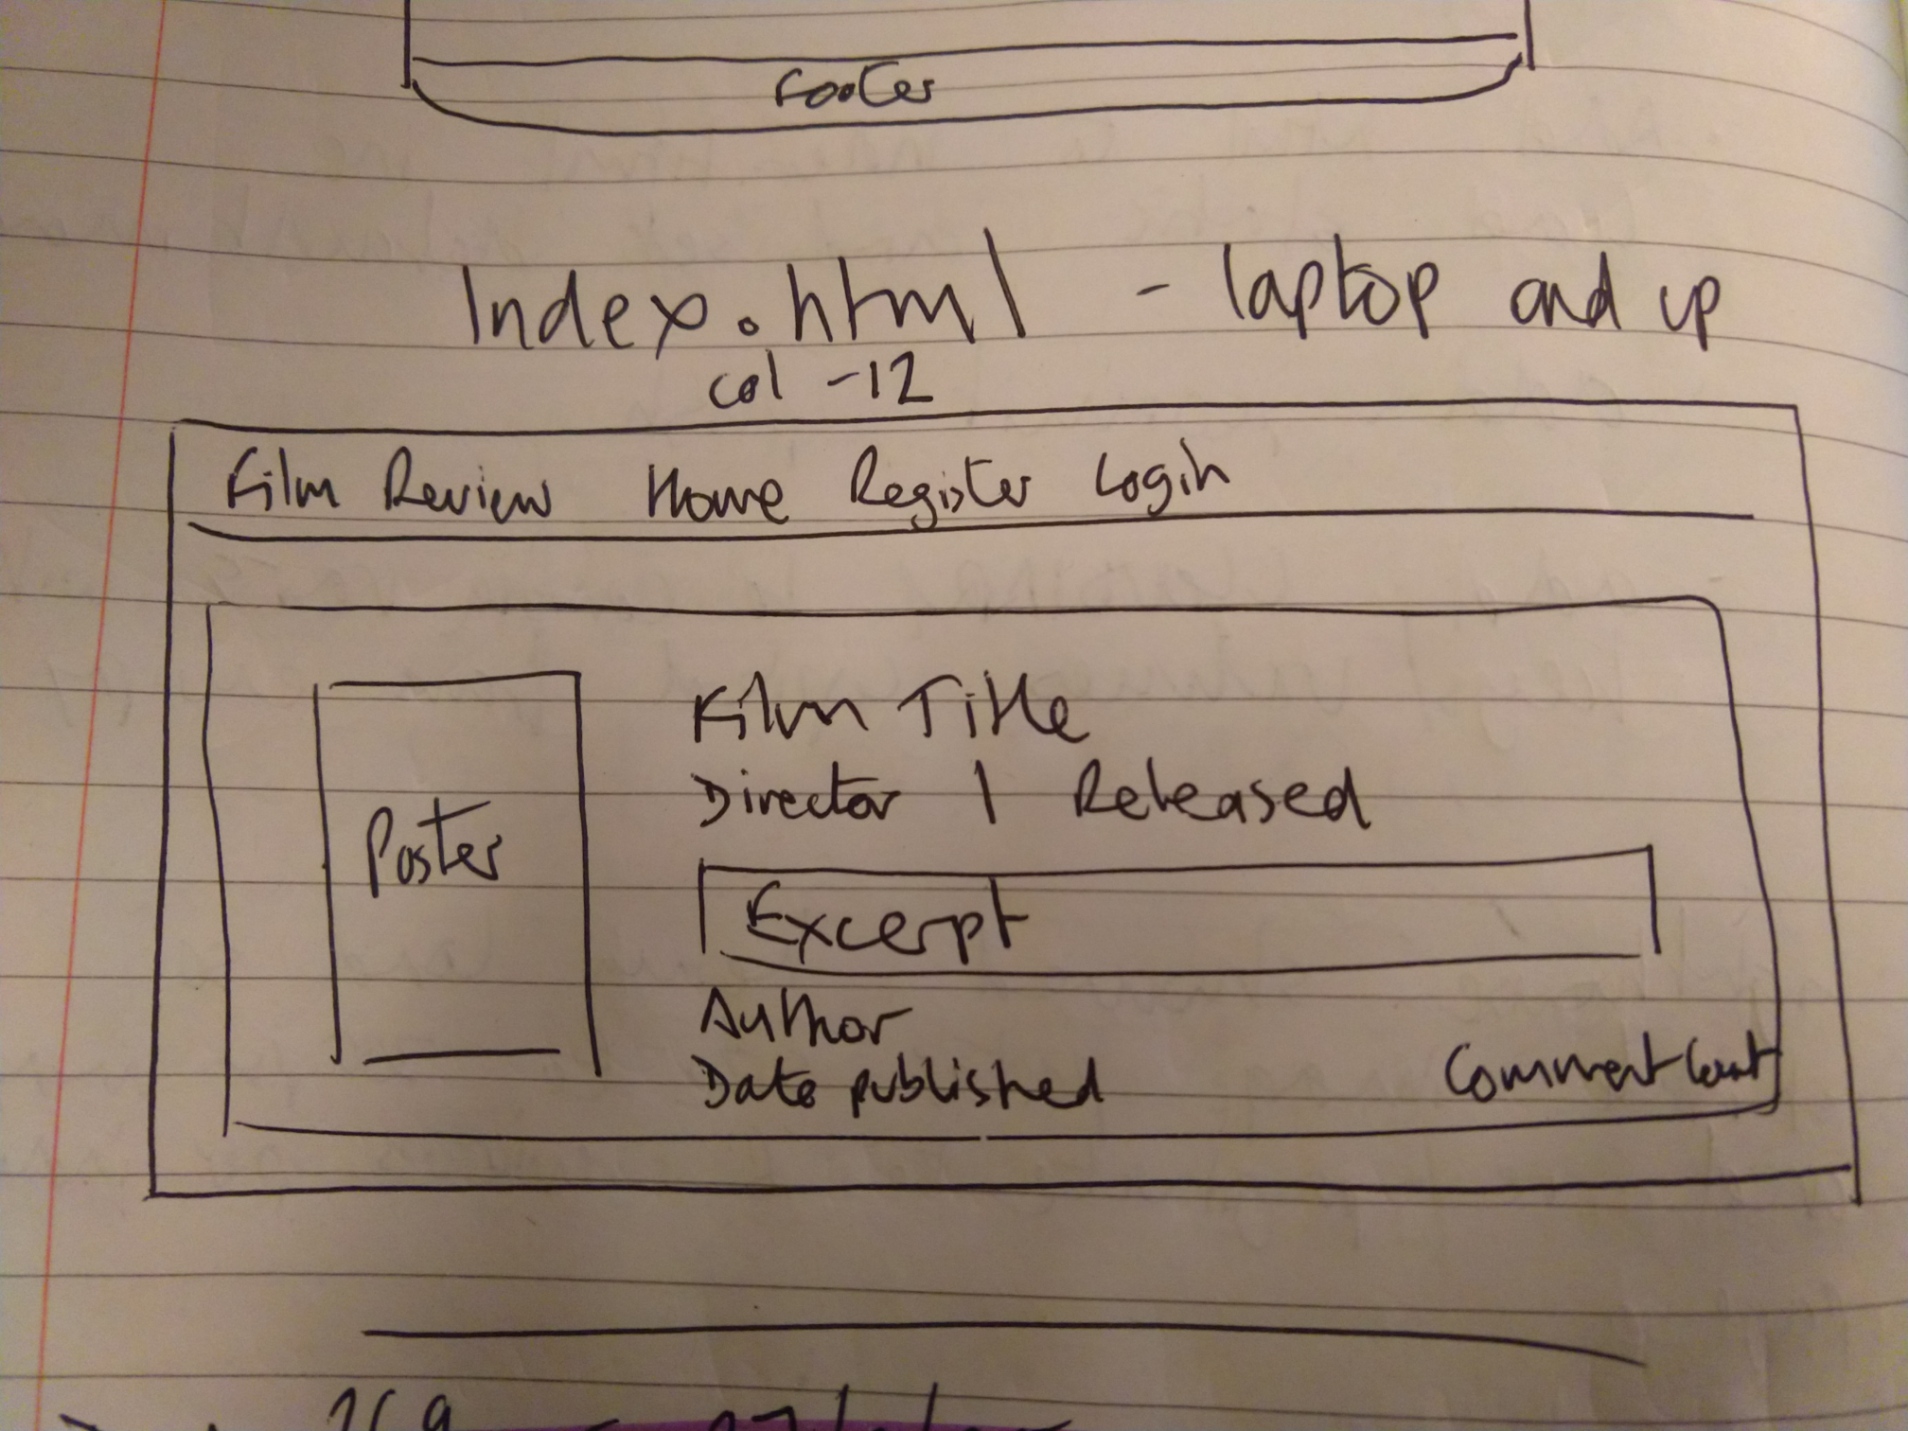 Footer
Index.html - laptop and up
col -12
Film Review Home Register Login
Film Title
Director | Released
Poster
Excerpt
Author
Date published
Comment Count